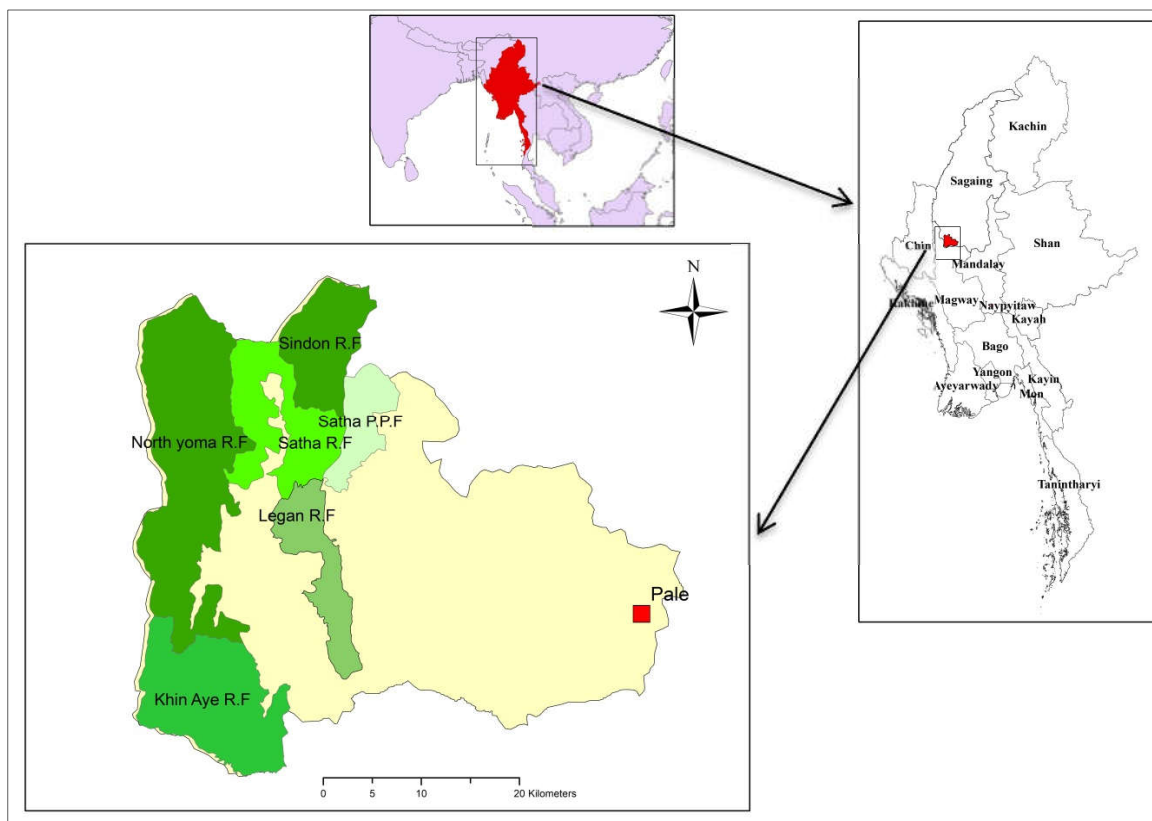 Kachin
Sagaing
Shan
Chin
Mandalay
Rakhine
Magway
Naypyitaw
Kayah
Bago
Yangon
Ayeyarwady
Kayin
Mon
Tanintharyi
N
Sindon R.F
Satha P.P.F
North yoma R.F
Satha R.F
Legan R.F
Pale
Khin Aye R.F
0 5 10 20 Kilometers